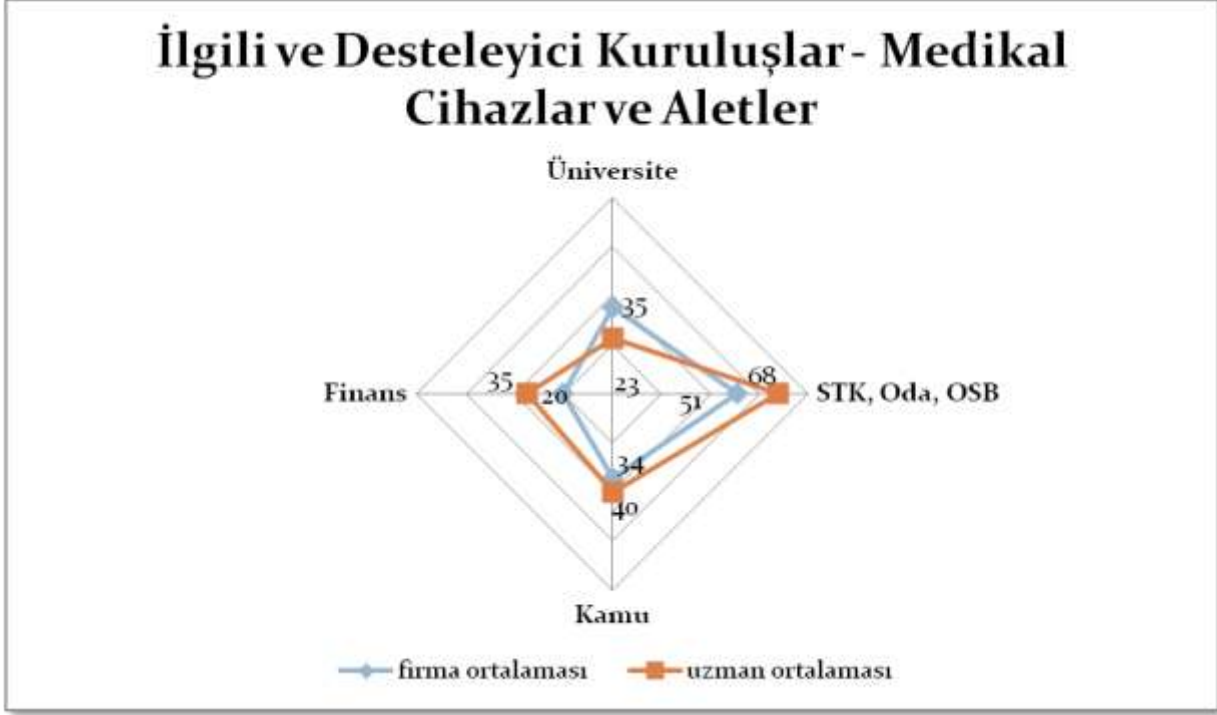 İlgili ve Desteleyici Kuruluşlar - Medikal
Cihazlar ve Aletler
Üniversite
35
35
68
Finans
20
23
51
STK, Oda, OSB
34
40
Kamu
firma ortalaması
uzman ortalaması